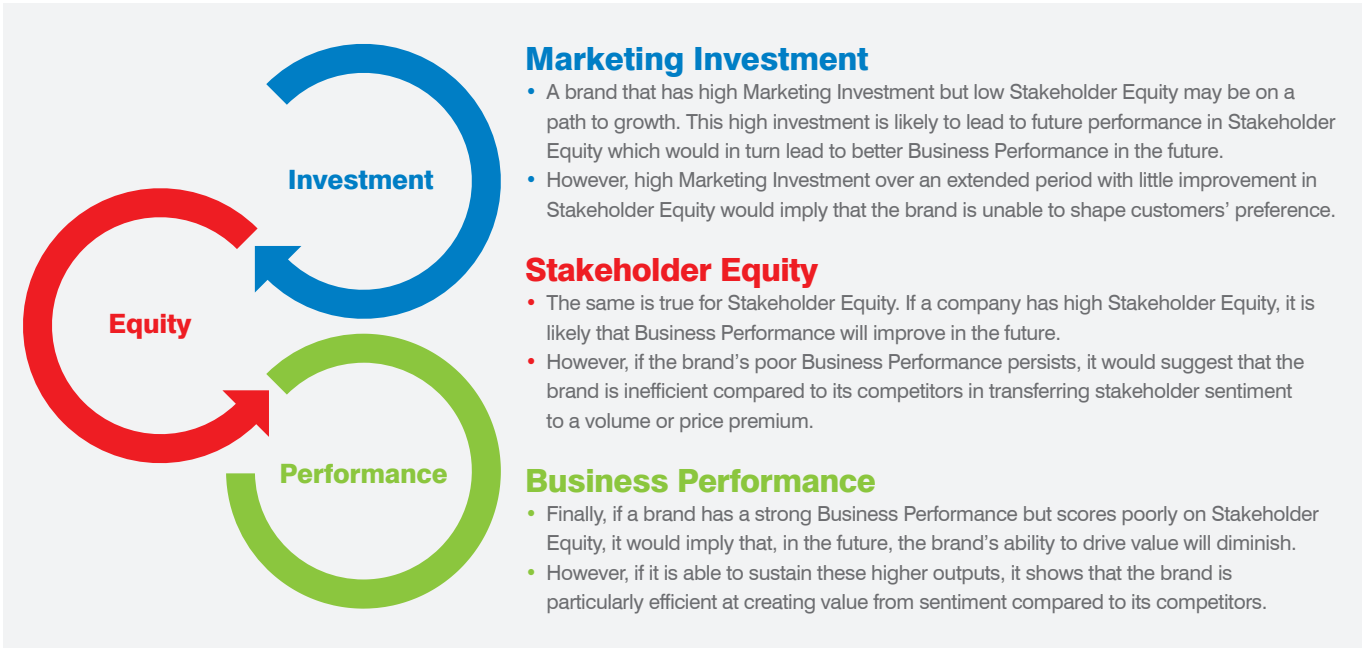 Investment
Equity
Performance
Marketing Investment
• A brand that has high Marketing Investment but low Stakeholder Equity may be on a
path to growth. This high investment is likely to lead to future performance in Stakeholder
Equity which would in turn lead to better Business Performance in the future.
• However, high Marketing Investment over an extended period with little improvement in
Stakeholder Equity would imply that the brand is unable to shape customers’ preference.
Stakeholder Equity
• The same is true for Stakeholder Equity. If a company has high Stakeholder Equity, it is
likely that Business Performance will improve in the future.
• However, if the brand’s poor Business Performance persists, it would suggest that the
brand is inefficient compared to its competitors in transferring stakeholder sentiment
to a volume or price premium.
Business Performance
• Finally, if a brand has a strong Business Performance but scores poorly on Stakeholder
Equity, it would imply that, in the future, the brand’s ability to drive value will diminish.
• However, if it is able to sustain these higher outputs, it shows that the brand is
particularly efficient at creating value from sentiment compared to its competitors.